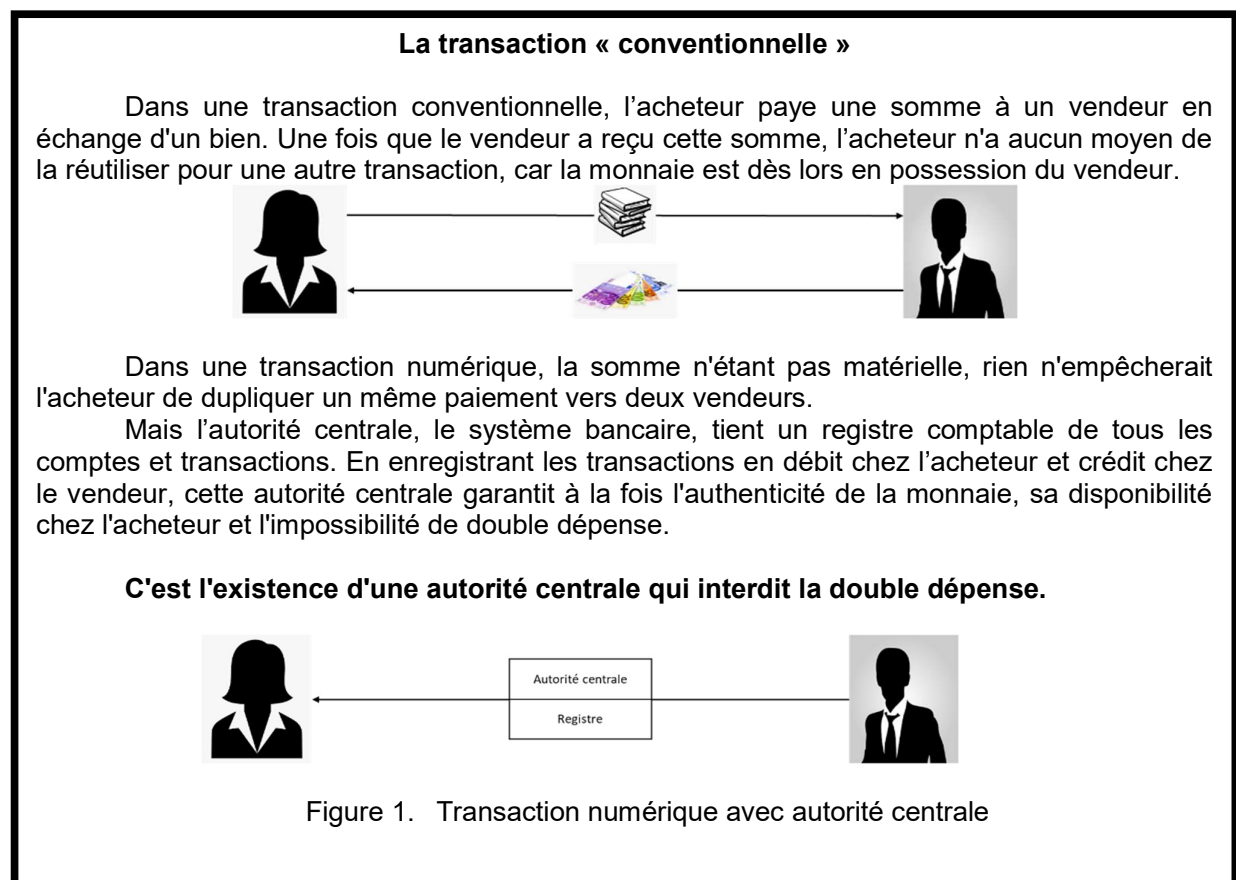 La transaction « conventionnelle »
Dans une transaction conventionnelle, l’acheteur paye une somme à un vendeur en
échange d'un bien. Une fois que le vendeur a reçu cette somme, l’acheteur n'a aucun moyen de
la réutiliser pour une autre transaction, car la monnaie est dès lors en possession du vendeur.
Dans une transaction numérique, la somme n'étant pas matérielle, rien n'empêcherait
l'acheteur de dupliquer un même paiement vers deux vendeurs.
Mais l’autorité centrale, le système bancaire, tient un registre comptable de tous les
comptes et transactions. En enregistrant les transactions en débit chez l’acheteur et crédit chez
le vendeur, cette autorité centrale garantit à la fois l'authenticité de la monnaie, sa disponibilité
chez l'acheteur et l'impossibilité de double dépense.
C'est l'existence d'une autorité centrale qui interdit la double dépense.
Autorité centrale
Registre
Figure 1. Transaction numérique avec autorité centrale